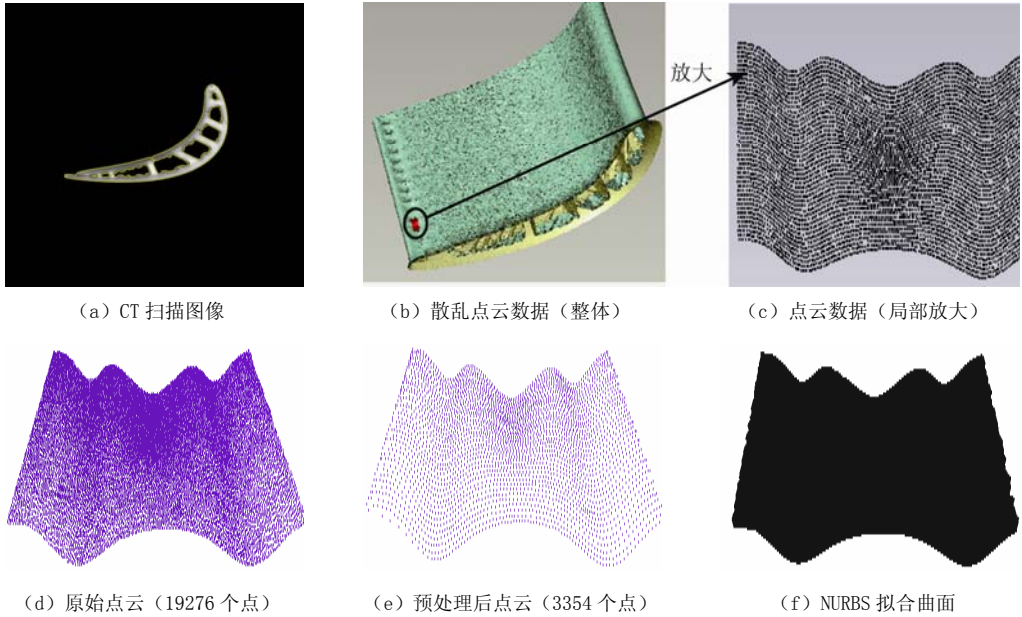 放大
（a）CT 扫描图像
（b）散乱点云数据（整体）
（c）点云数据（局部放大）
（d）原始点云（19276 个点）
（e）预处理后点云（3354 个点）
（f）NURBS 拟合曲面